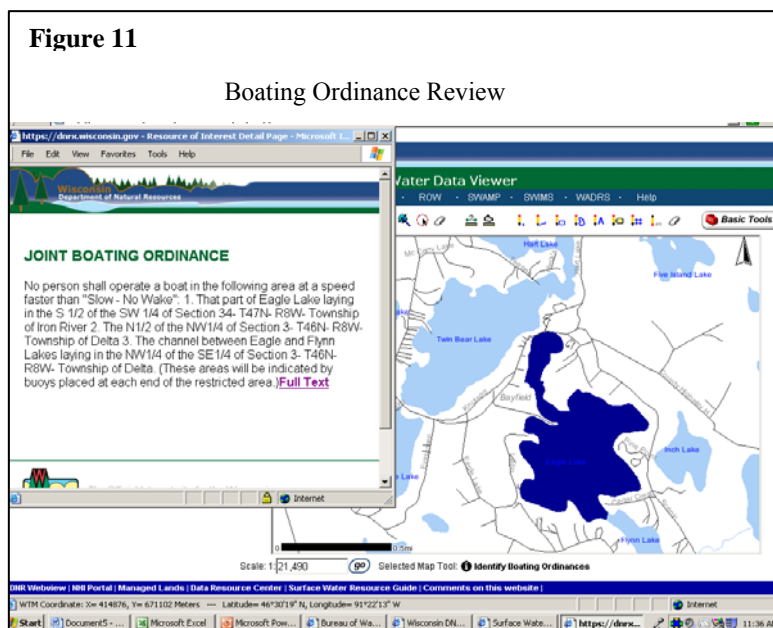 Figure 11
Boating Ordinance Review
https://dnrx.wisconsin.gov - Resource of Interest Detail Page - Microsoft I...
File Edit View Favorites Tools Help
Wisconsin
Department of Natural Resources
JOINT BOATING ORDINANCE
No person shall operate a boat in the following area at a speed
faster than "Slow - No Wake": 1. That part of Eagle Lake laying
in the S 1/2 of the SW 1/4 of Section 34- T47N- R8W- Township
of Iron River 2. The N1/2 of the NW1/4 of Section 3- T46N- R8W-
Township of Delta 3. The channel between Eagle and Flynn
Lakes laying in the NW1/4 of the SE1/4 of Section 3- T46N-
R8W- Township of Delta. (These areas will be indicated by
buoys placed at each end of the restricted area.)Full Text
Internet
Water Data Viewer
ROW · SWAMP · SWIMS · WADRS · Help
Basic Tools
Hart Lake
Five Island Lake
Twin Bear Lake
Bayfield
Eagle Lake
Inch Lake
Lake
Flynn Lake
0 0.5mi
Scale: 1:21,490 go Selected Map Tool: Identify Boating Ordinances
DNR Webview | NHI Portal | Managed Lands | Data Resource Center | Surface Water Resource Guide | Comments on this website |
WTM Coordinate: X= 414876, Y= 671102 Meters --- Latitude= 46°30'19" N, Longitude= 91°22'13" W
Internet
Start Document5 - ... Microsoft Excel Microsoft Pow... Bureau of Wa... Wisconsin DN... Surface Wate... https://dnrx... 11:36 A